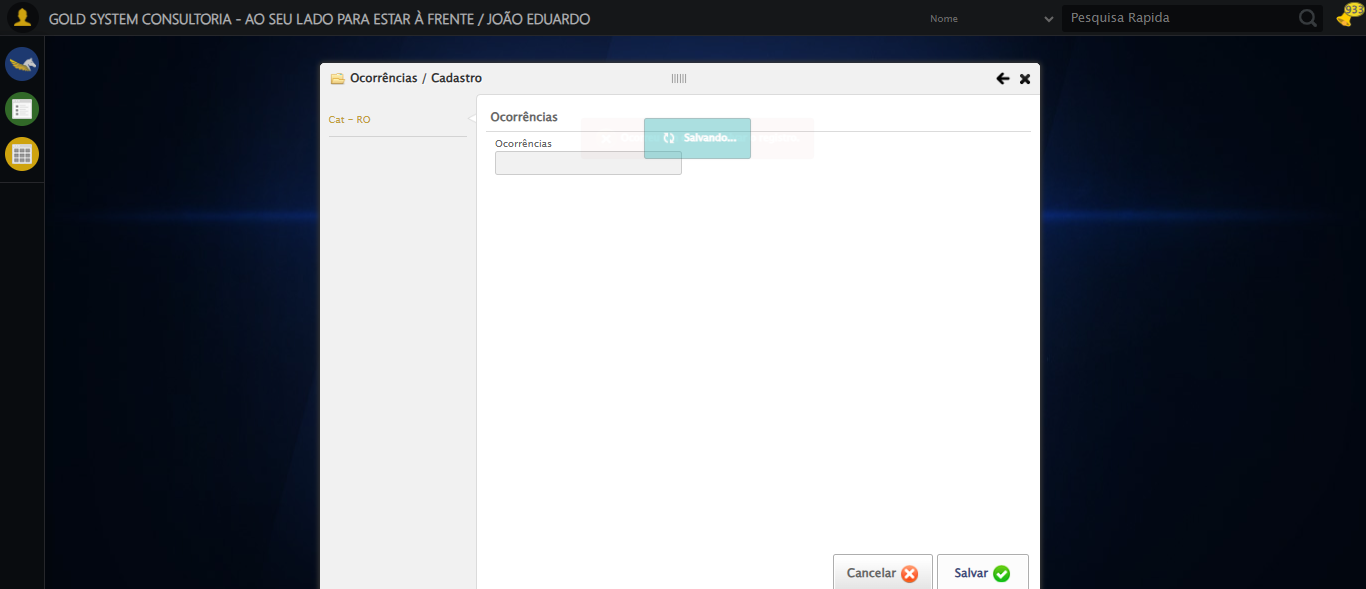 GOLD SYSTEM CONSULTORIA - AO SEU LADO PARA ESTAR À FRENTE / JOÃO EDUARDO
Nome
Pesquisa Rapida
933
Ocorrências / Cadastro
Cat - RO
Ocorrências
Salvando...
Ocorrências
Cancelar
Salvar